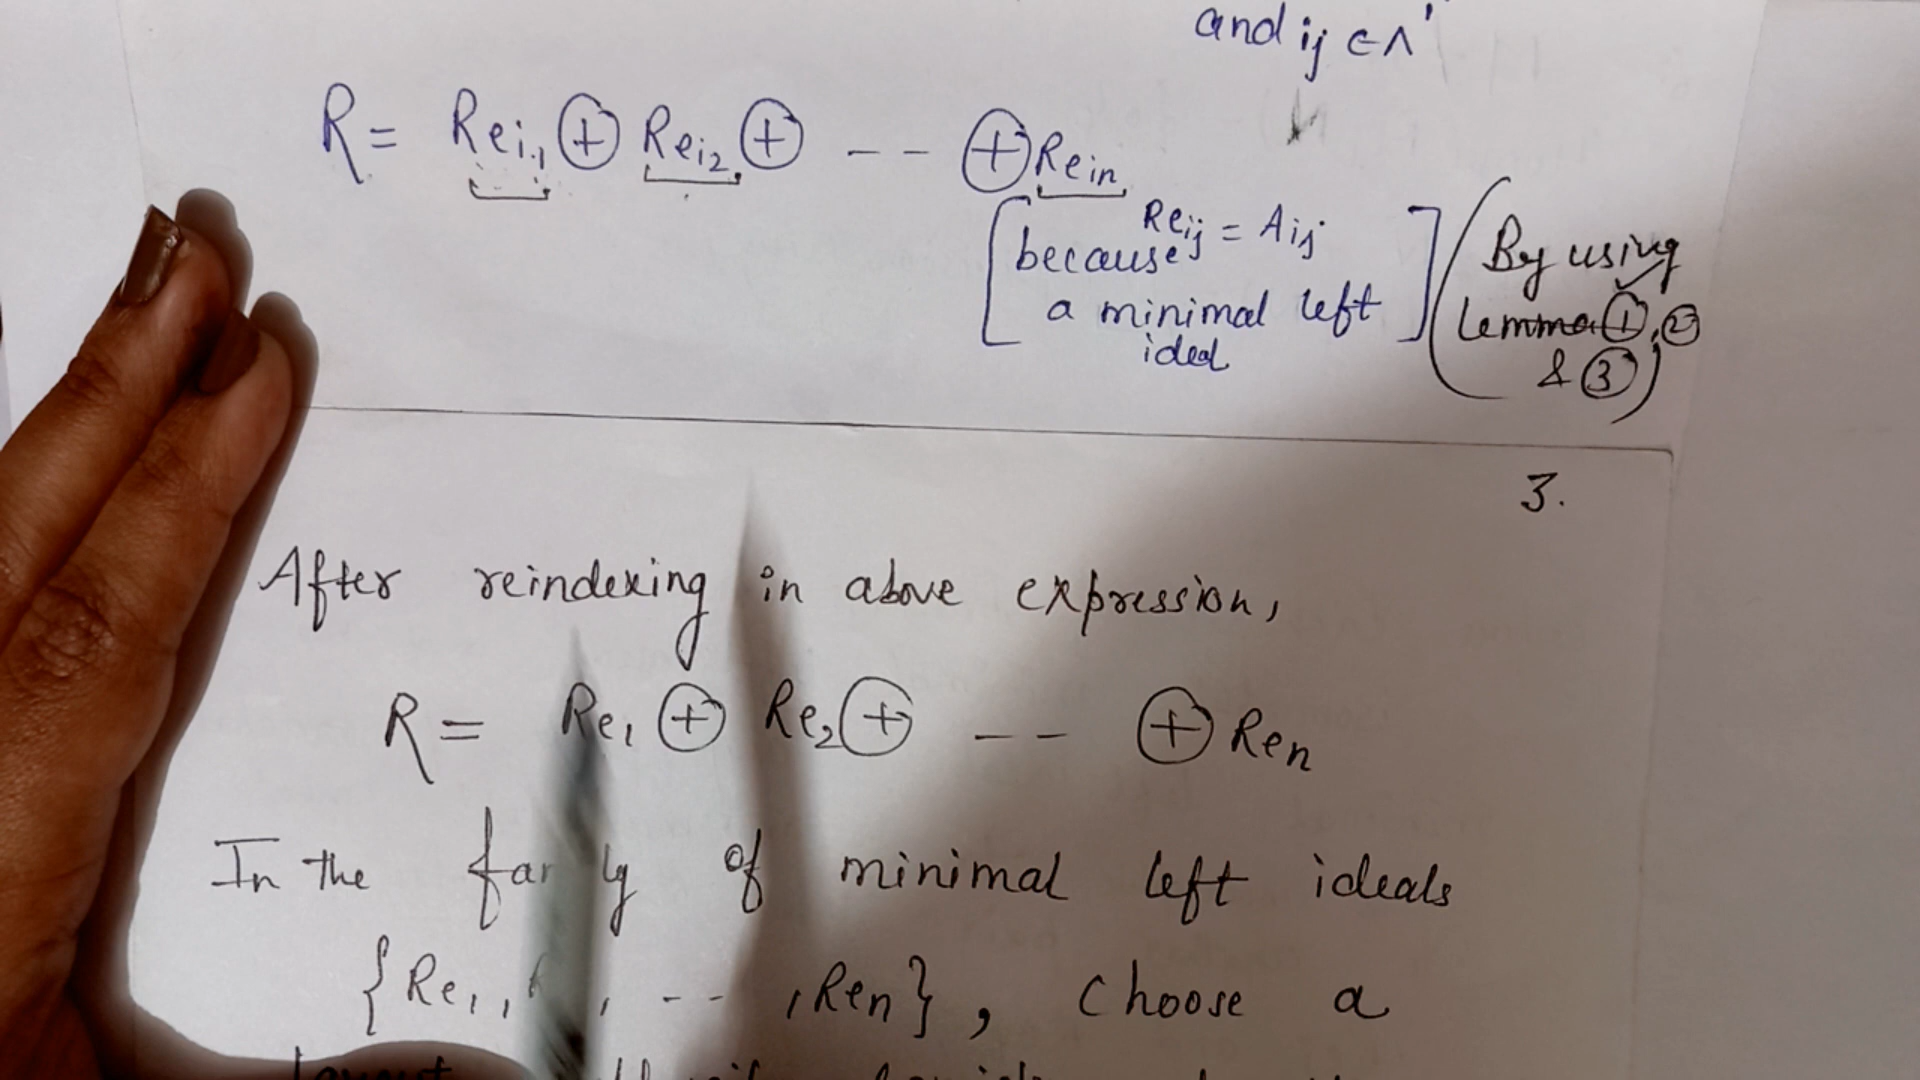 and ij ∈ Λ'
R = Rei1 ⊕ Rei2 ⊕ -- ⊕ Rein
[because Reij = Aij
a minimal left
ideal]
(By using
Lemma ①, ②
& ③)
3.
After reindexing in above expression,
R = Re1 ⊕ Re2 ⊕ -- ⊕ Ren
In the of minimal left ideals
{Re1, , -- , Ren}, choose a